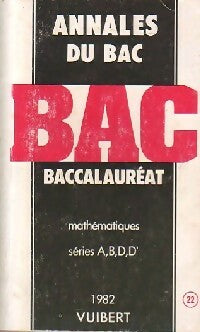 ANNALES
DU BAC
BAC
BACCALAURÉAT
mathématiques
séries A,B,D,D'
22
1982
VUIBERT